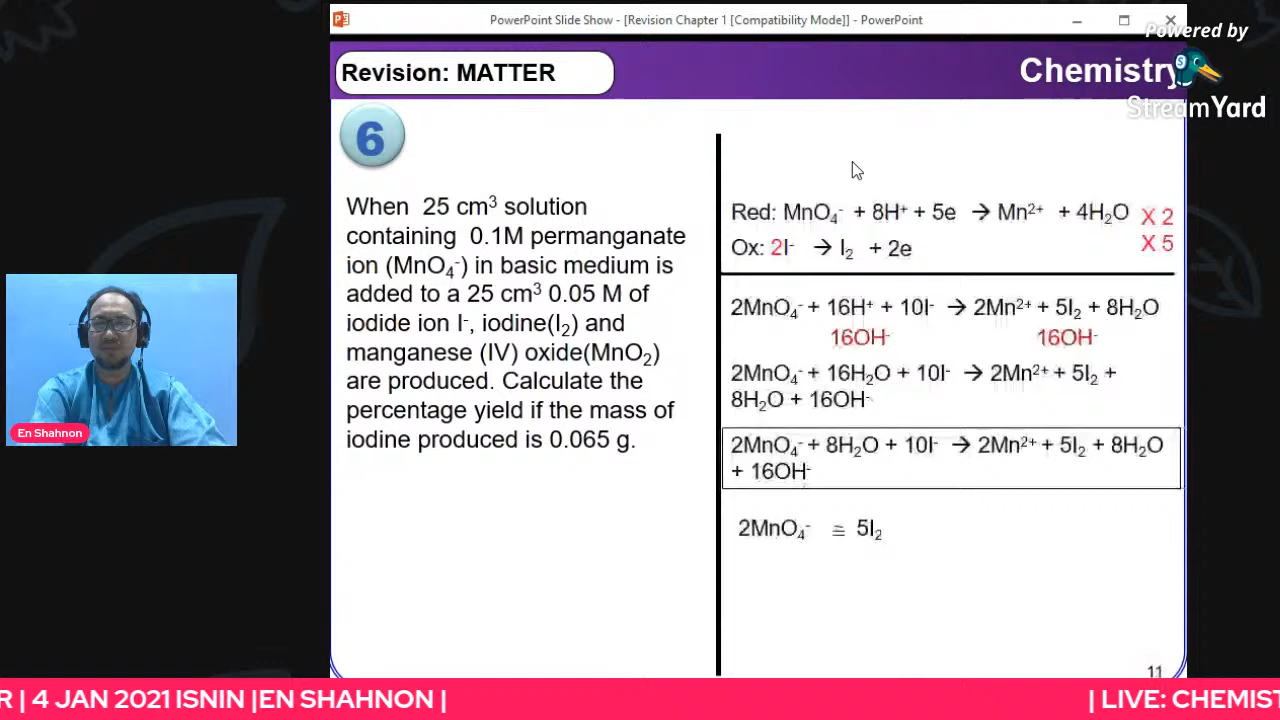 PowerPoint Slide Show - [Revision Chapter 1 [Compatibility Mode]] - PowerPoint
Powered by
StreamYard
Revision: MATTER
Chemistry
6
When 25 cm³ solution
containing 0.1M permanganate
ion (MnO₄⁻) in basic medium is
added to a 25 cm³ 0.05 M of
iodide ion I⁻, iodine(I₂) and
manganese (IV) oxide(MnO₂)
are produced. Calculate the
percentage yield if the mass of
iodine produced is 0.065 g.
Red: MnO₄⁻ + 8H⁺ + 5e → Mn²⁺ + 4H₂O X 2
Ox: 2I⁻ → I₂ + 2e X 5
2MnO₄⁻ + 16H⁺ + 10I⁻ → 2Mn²⁺ + 5I₂ + 8H₂O
16OH⁻ 16OH⁻
2MnO₄⁻ + 16H₂O + 10I⁻ → 2Mn²⁺ + 5I₂ +
8H₂O + 16OH⁻
2MnO₄⁻ + 8H₂O + 10I⁻ → 2Mn²⁺ + 5I₂ + 8H₂O
+ 16OH⁻
2MnO₄⁻ ≅ 5I₂
11
En Shahnon
R | 4 JAN 2021 ISNIN |EN SHAHNON | | LIVE: CHEMIST